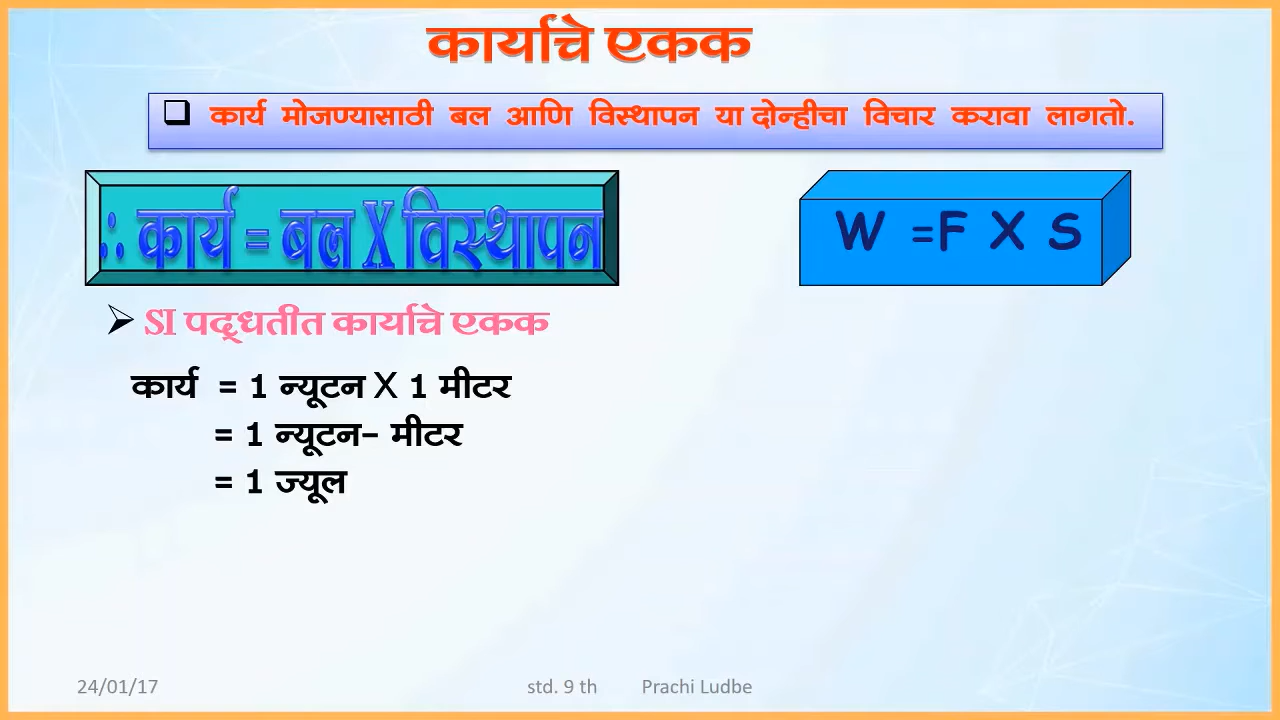 कार्याचे एकक
कार्य मोजण्यासाठी बल आणि विस्थापन या दोन्हीचा विचार करावा लागतो.
∴ कार्य = बल X विस्थापन
W =F X S
SI पद्धतीत कार्याचे एकक
कार्य = 1 न्यूटन X 1 मीटर
= 1 न्यूटन- मीटर
= 1 ज्यूल
24/01/17 std. 9 th Prachi Ludbe